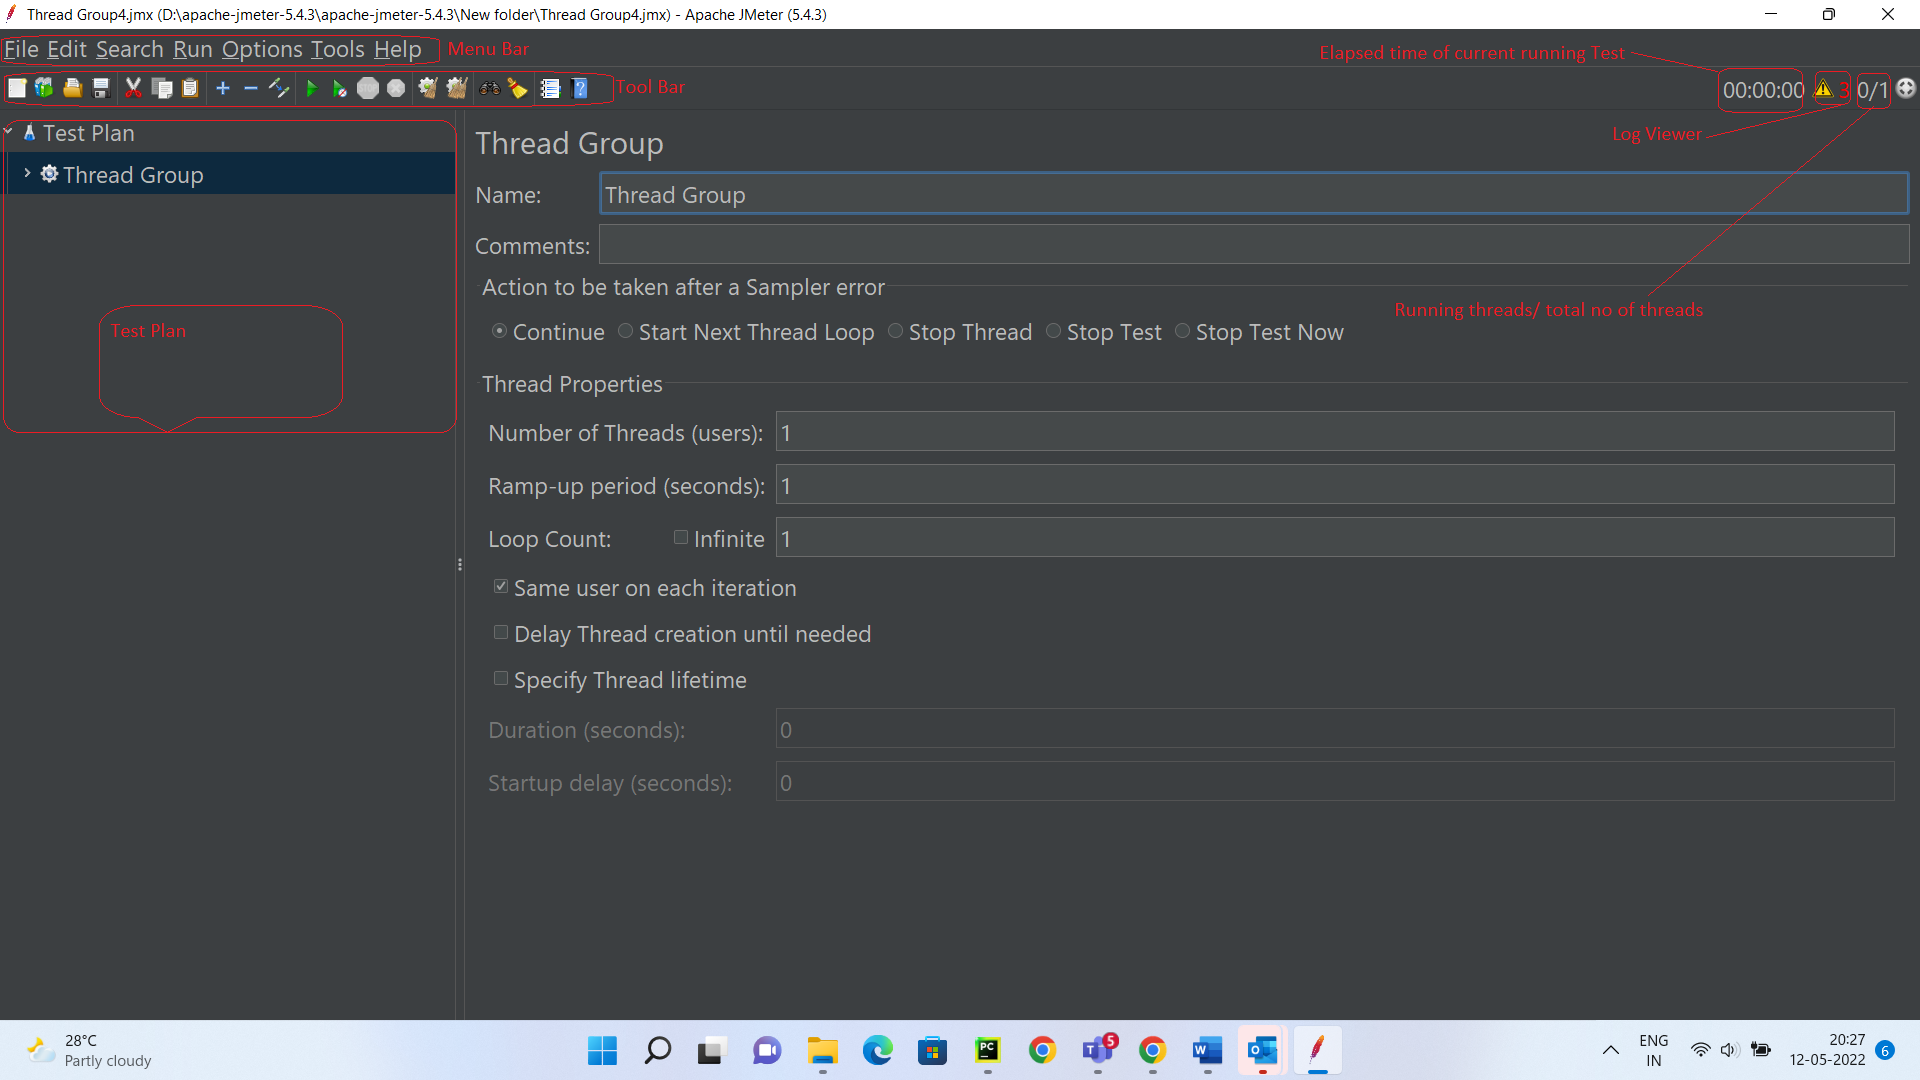 Thread Group4.jmx (D:\apache-jmeter-5.4.3\apache-jmeter-5.4.3\New folder\Thread Group4.jmx) - Apache JMeter (5.4.3)
File Edit Search Run Options Tools Help
Menu Bar
Elapsed time of current running Test
Tool Bar
00:00:00 3 0/1
Log Viewer
Test Plan
Thread Group
Test Plan
Thread Group
Name: Thread Group
Comments:
Action to be taken after a Sampler error
Running threads/ total no of threads
Continue Start Next Thread Loop Stop Thread Stop Test Stop Test Now
Thread Properties
Number of Threads (users): 1
Ramp-up period (seconds): 1
Loop Count: Infinite 1
Same user on each iteration
Delay Thread creation until needed
Specify Thread lifetime
Duration (seconds): 0
Startup delay (seconds): 0
28°C
Partly cloudy
PC
T
5
W
O
ENG
IN
20:27
12-05-2022
6